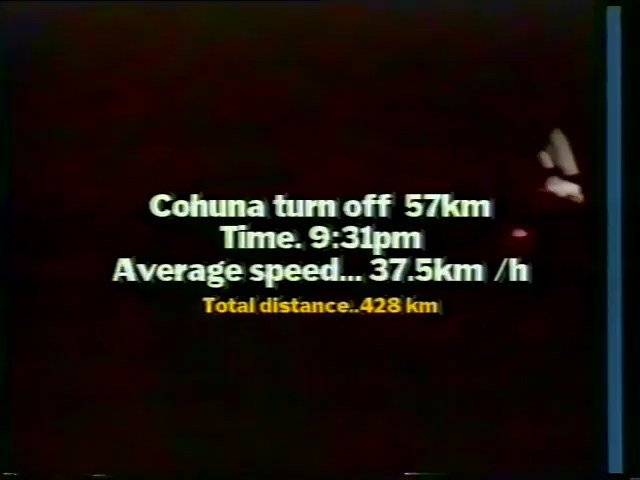 Cohuna turn off 57km
Time. 9:31pm
Average speed... 37.5km /h
Total distance..428 km